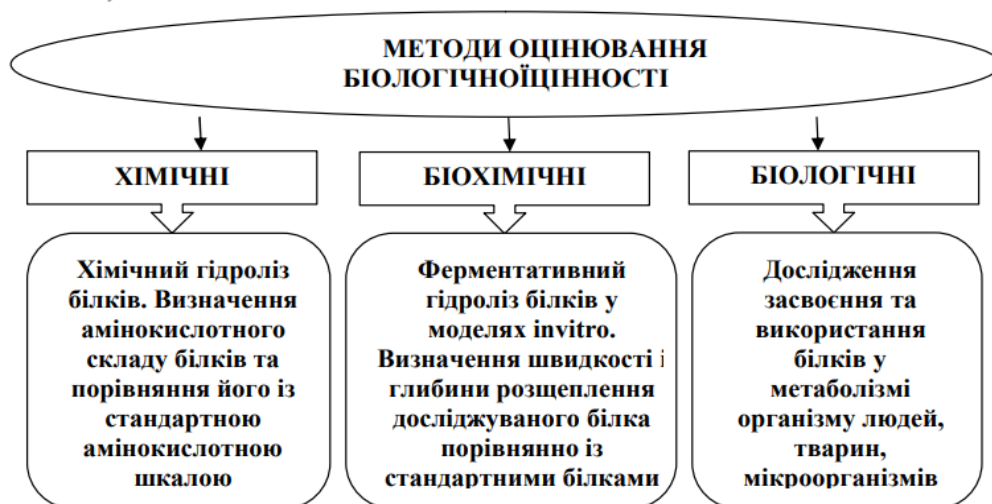 МЕТОДИ ОЦІНЮВАННЯ
БІОЛОГІЧНОЇЦІННОСТІ
ХІМІЧНІ
БІОХІМІЧНІ
БІОЛОГІЧНІ
Хімічний гідроліз
білків. Визначення
амінокислотного
складу білків та
порівняння його із
стандартною
амінокислотною
шкалою
Ферментативний
гідроліз білків у
моделях invitro.
Визначення швидкості і
глибини розщеплення
досліджуваного білка
порівнянно із
стандартними білками
Дослідження
засвоєння та
використання
білків у
метаболізмі
організму людей,
тварин,
мікроорганізмів